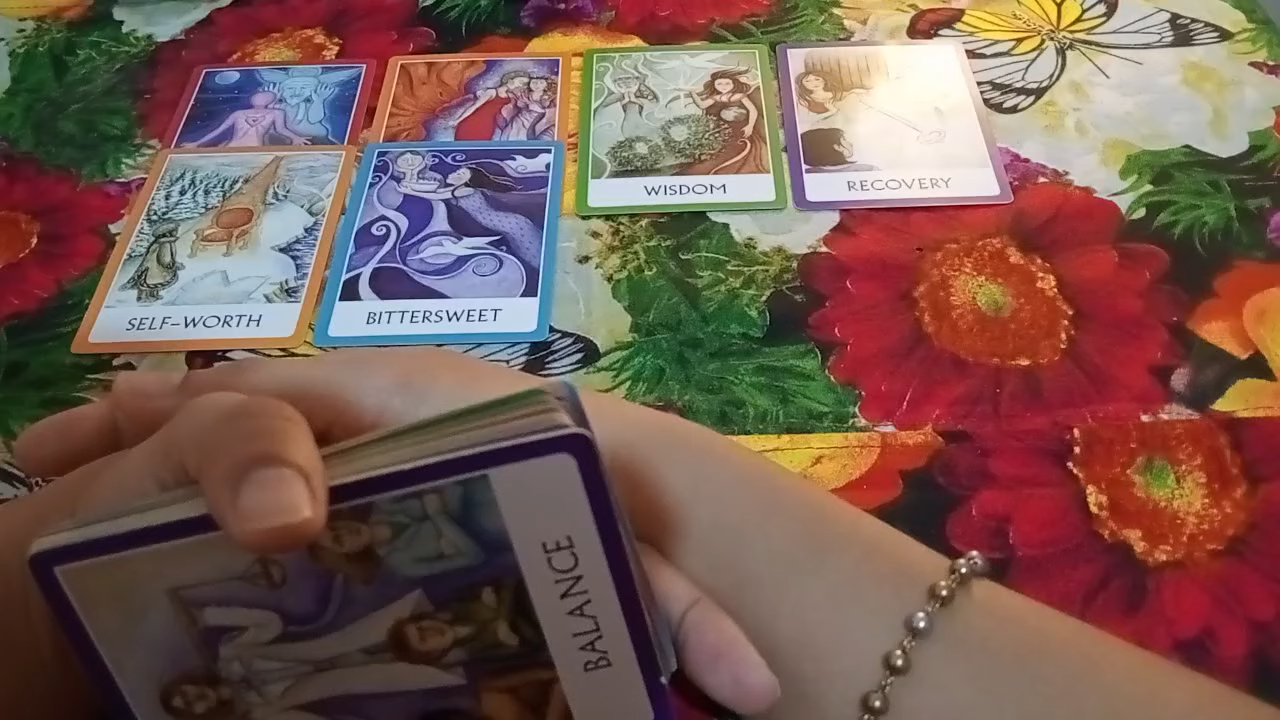 WISDOM
RECOVERY
SELF-WORTH
BITTERSWEET
BALANCE